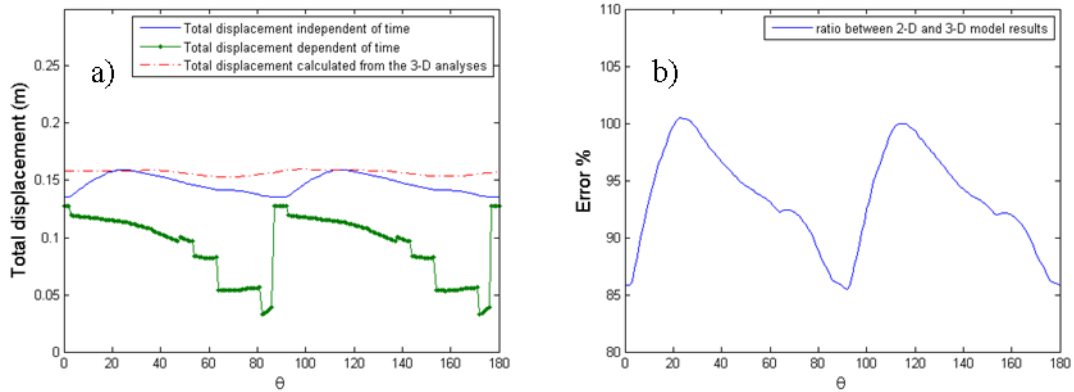 a)
Total displacement independent of time
Total displacement dependent of time
Total displacement calculated from the 3-D analyses
Total displacement (m)
0.25
0.2
0.15
0.1
0.05
0
0 20 40 60 80 100 120 140 160 180
θ
b)
ratio between 2-D and 3-D model results
Error %
110
105
100
95
90
85
80
0 20 40 60 80 100 120 140 160 180
θ